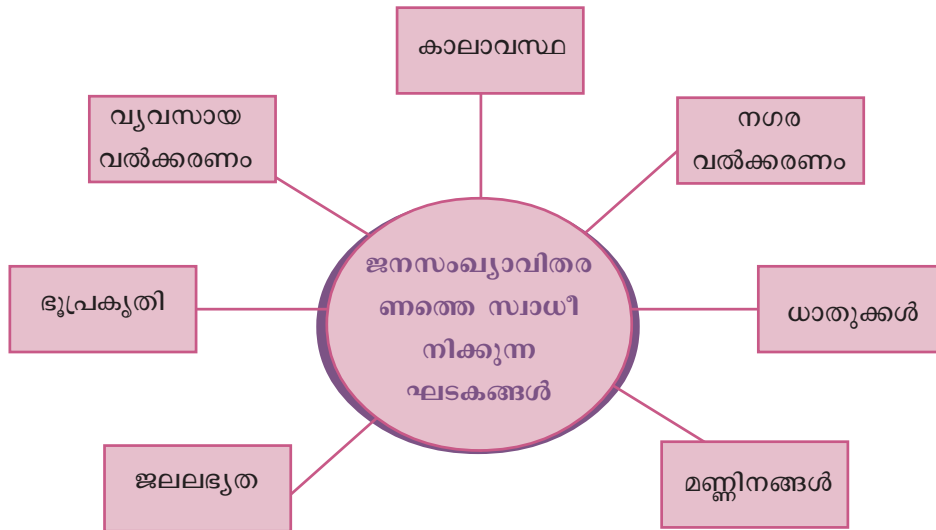 കാലാവസ്ഥ
വ്യവസായ
വൽക്കരണം
നഗര
വൽക്കരണം
ജനസംഖ്യാവിതര
ണത്തെ സ്വാധീ
നിക്കുന്ന
ഘടകങ്ങൾ
ഭൂപ്രകൃതി
ധാതുക്കൾ
ജലലഭ്യത
മണ്ണിനങ്ങൾ